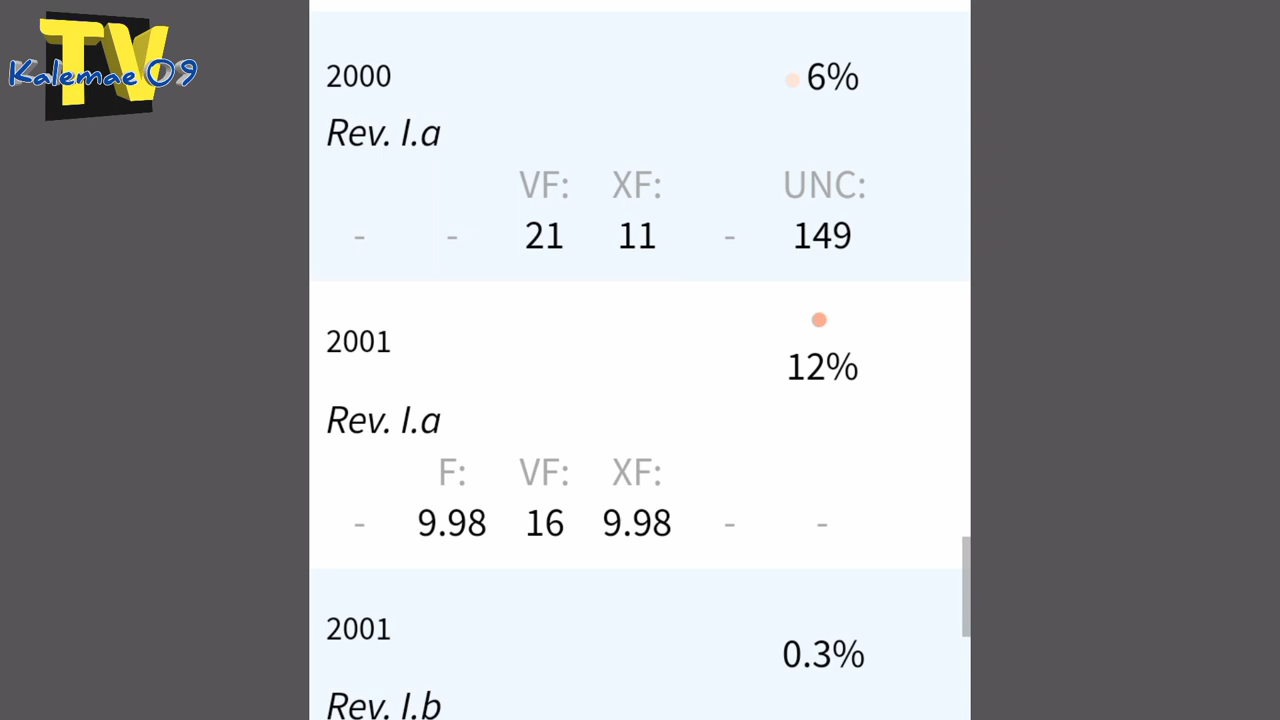 TV
Kalemae 09
2000
6%
Rev. I.a
VF: XF: UNC:
- - 21 11 - 149
2001
12%
Rev. I.a
F: VF: XF:
- 9.98 16 9.98 - -
2001
0.3%
Rev. I.b